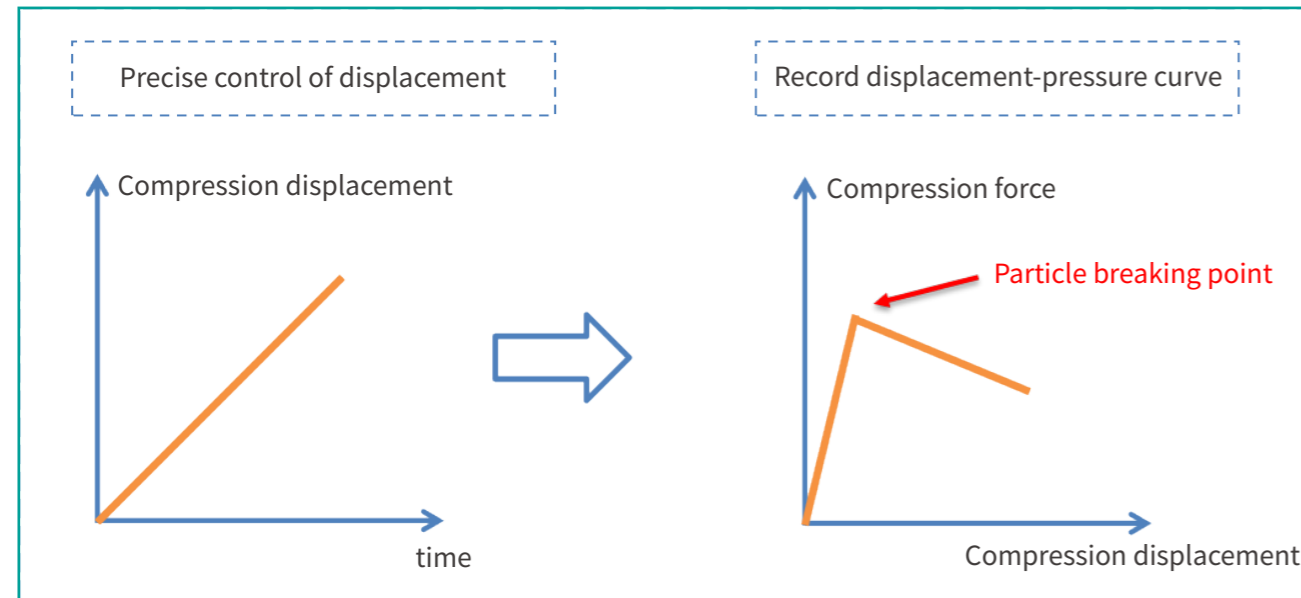 Precise control of displacement
Record displacement-pressure curve
Compression displacement
time
Compression force
Particle breaking point
Compression displacement